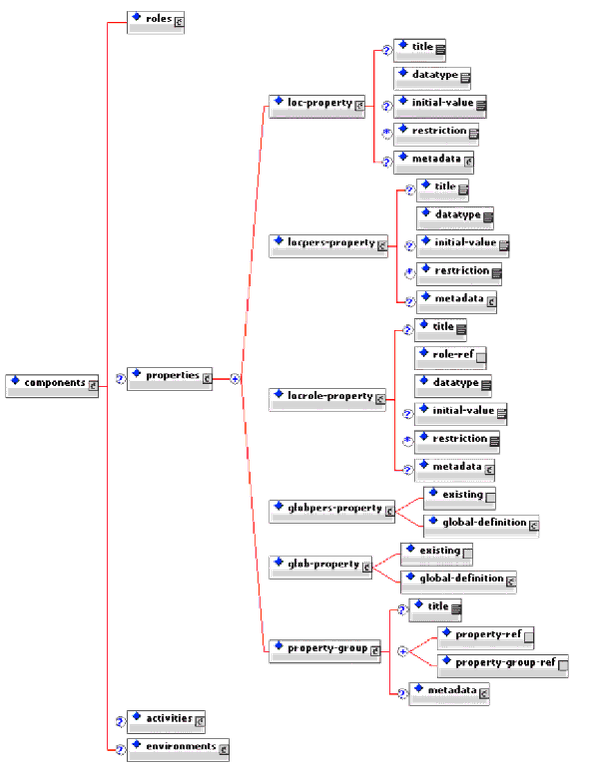 roles
title
datatype
loc-property
initial-value
restriction
metadata
title
datatype
locpers-property
initial-value
restriction
metadata
title
role-ref
properties
components
datatype
locrole-property
initial-value
restriction
metadata
existing
globpers-property
global-definition
existing
glob-property
global-definition
title
property-ref
property-group
property-group-ref
metadata
activities
environments